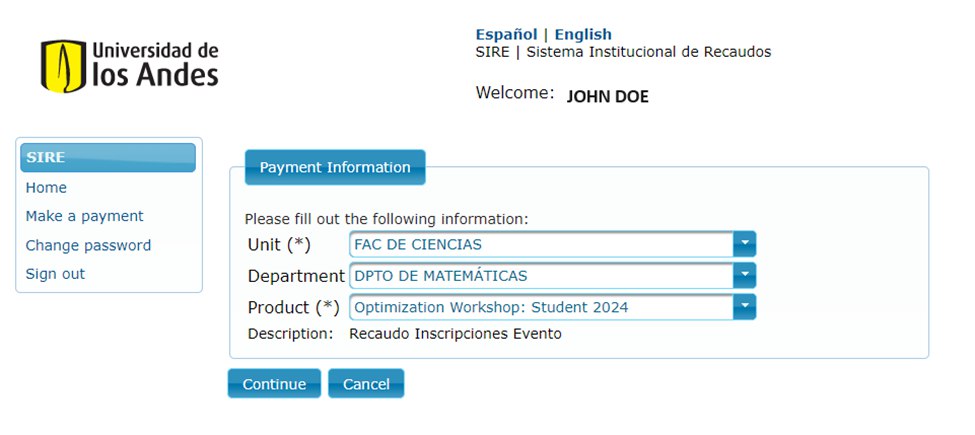 Universidad de
los Andes
Español | English
SIRE | Sistema Institucional de Recaudos
Welcome: JOHN DOE
SIRE
Home
Make a payment
Change password
Sign out
Payment Information
Please fill out the following information:
Unit (*) FAC DE CIENCIAS
Department DPTO DE MATEMÁTICAS
Product (*) Optimization Workshop: Student 2024
Description: Recaudo Inscripciones Evento
Continue Cancel